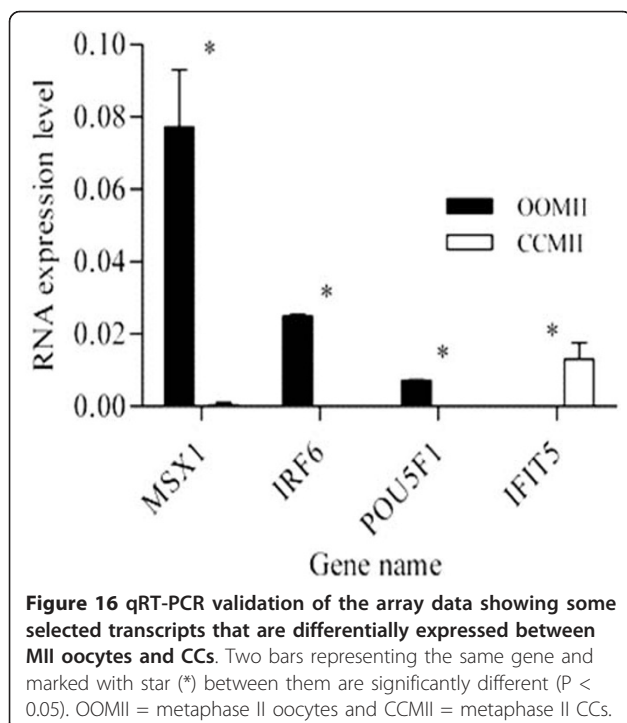 0.10
0.08
0.06
0.04
0.02
0.00
RNA expression level
*
*
*
*
OOMII
CCMII
MSX1
IRF6
POU5F1
IFIT5
Gene name
Figure 16 qRT-PCR validation of the array data showing some
selected transcripts that are differentially expressed between
MII oocytes and CCs. Two bars representing the same gene and
marked with star (*) between them are significantly different (P <
0.05). OOMII = metaphase II oocytes and CCMII = metaphase II CCs.